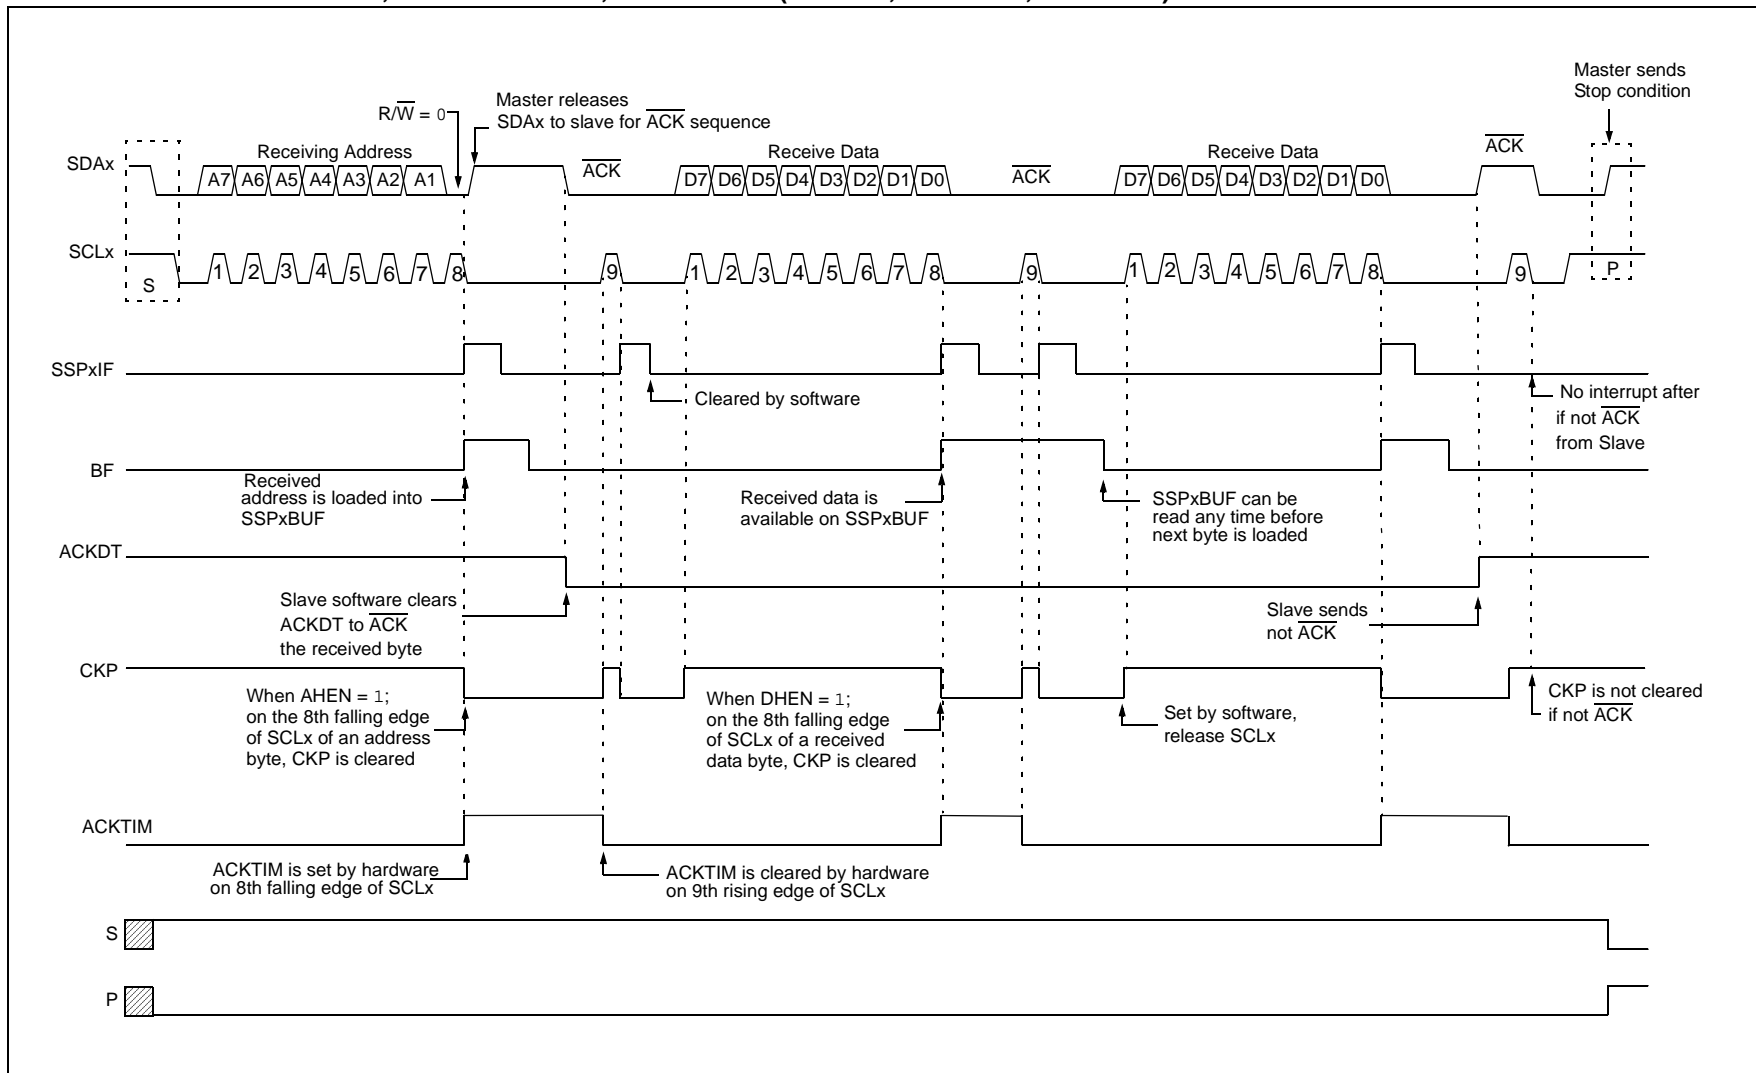 R/W = 0
Master releases
SDAx to slave for ACK sequence
Master sends
Stop condition
SDAx
Receiving Address
A7 A6 A5 A4 A3 A2 A1
ACK
Receive Data
D7 D6 D5 D4 D3 D2 D1 D0
ACK
Receive Data
D7 D6 D5 D4 D3 D2 D1 D0
ACK
SCLx
S
1 2 3 4 5 6 7 8
9
1 2 3 4 5 6 7 8
9
1 2 3 4 5 6 7 8
9
P
SSPxIF
Cleared by software
No interrupt after
if not ACK
from Slave
BF
Received
address is loaded into
SSPxBUF
Received data is
available on SSPxBUF
SSPxBUF can be
read any time before
next byte is loaded
ACKDT
Slave software clears
ACKDT to ACK
the received byte
Slave sends
not ACK
CKP
When AHEN = 1;
on the 8th falling edge
of SCLx of an address
byte, CKP is cleared
When DHEN = 1;
on the 8th falling edge
of SCLx of a received
data byte, CKP is cleared
Set by software,
release SCLx
CKP is not cleared
if not ACK
ACKTIM
ACKTIM is set by hardware
on 8th falling edge of SCLx
ACKTIM is cleared by hardware
on 9th rising edge of SCLx
S
P